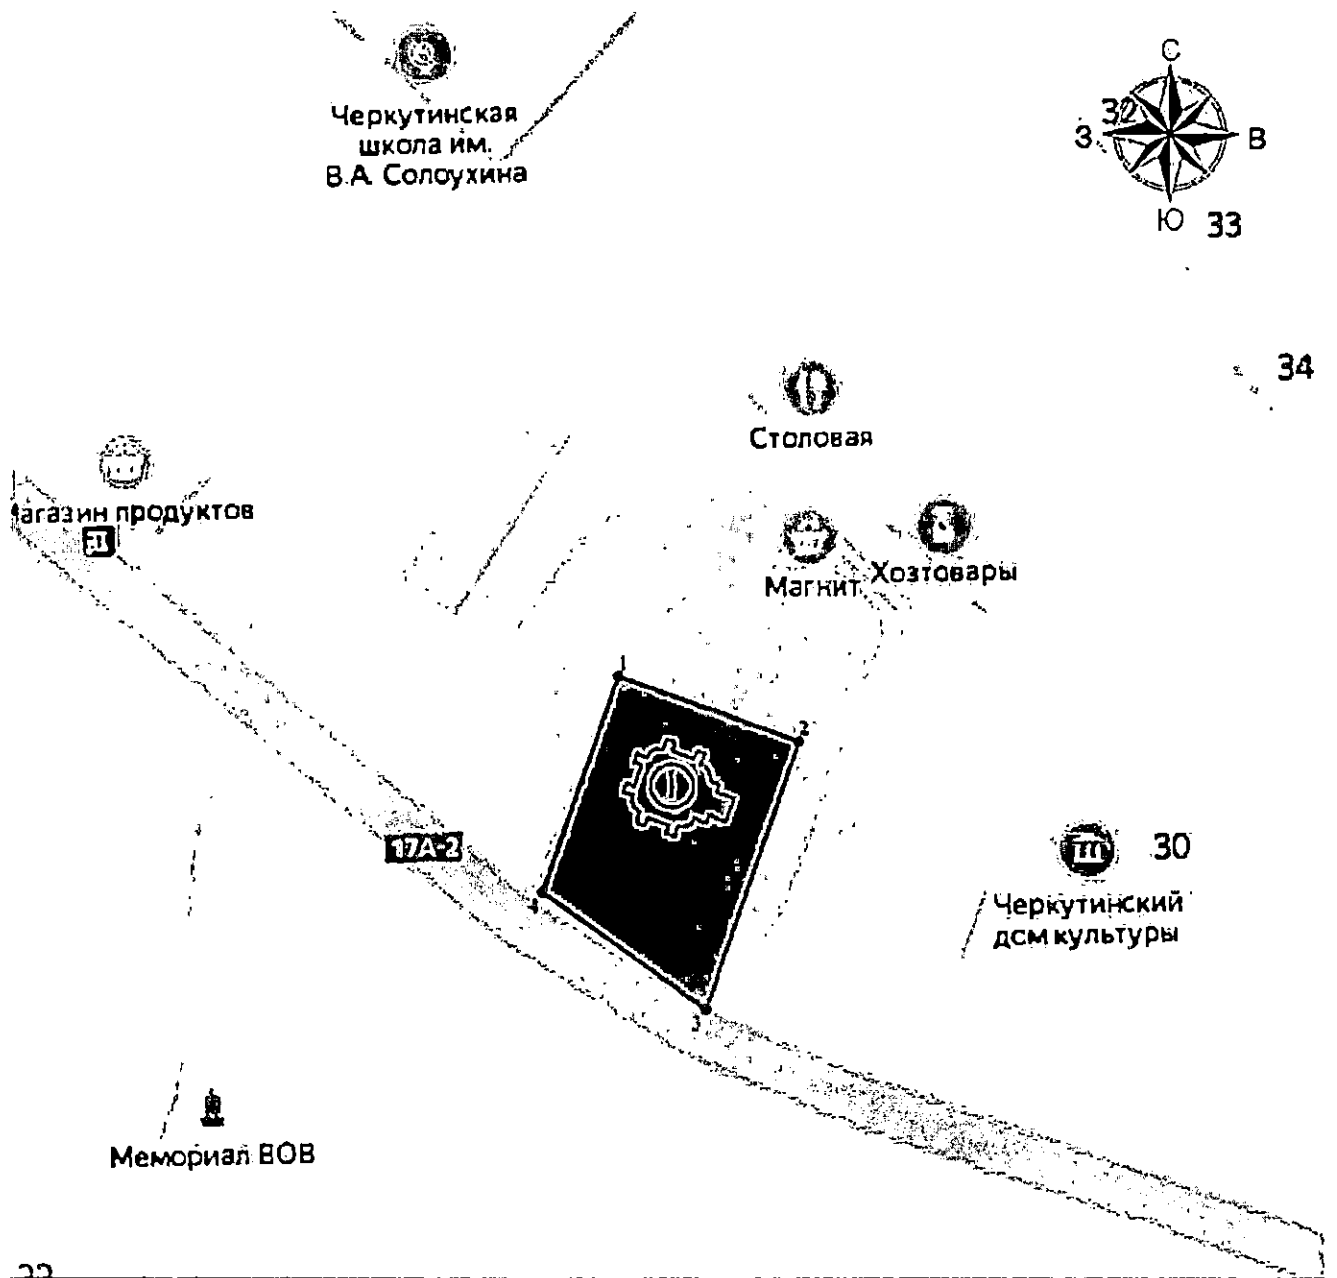 Черкутинская
школа им.
В.А. Солоухина
С
32
З
В
Ю
33
34
Столовая
агазин продуктов
Магнит
Хозтовары
1
2
17А-2
30
4
Черкутинский
дом культуры
3
Мемориал ВОВ